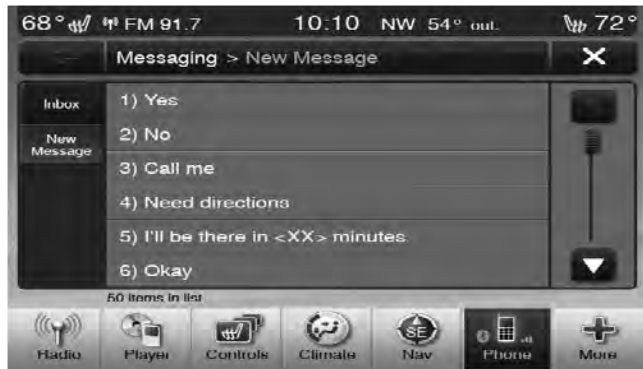 68° FM 91.7 10:10 NW 54° out. 72°
Messaging > New Message
Inbox
New
Message
1) Yes
2) No
3) Call me
4) Need directions
5) I'll be there in <XX> minutes
6) Okay
50 items in list
Radio Player Controls Climate SE Nav Phone More